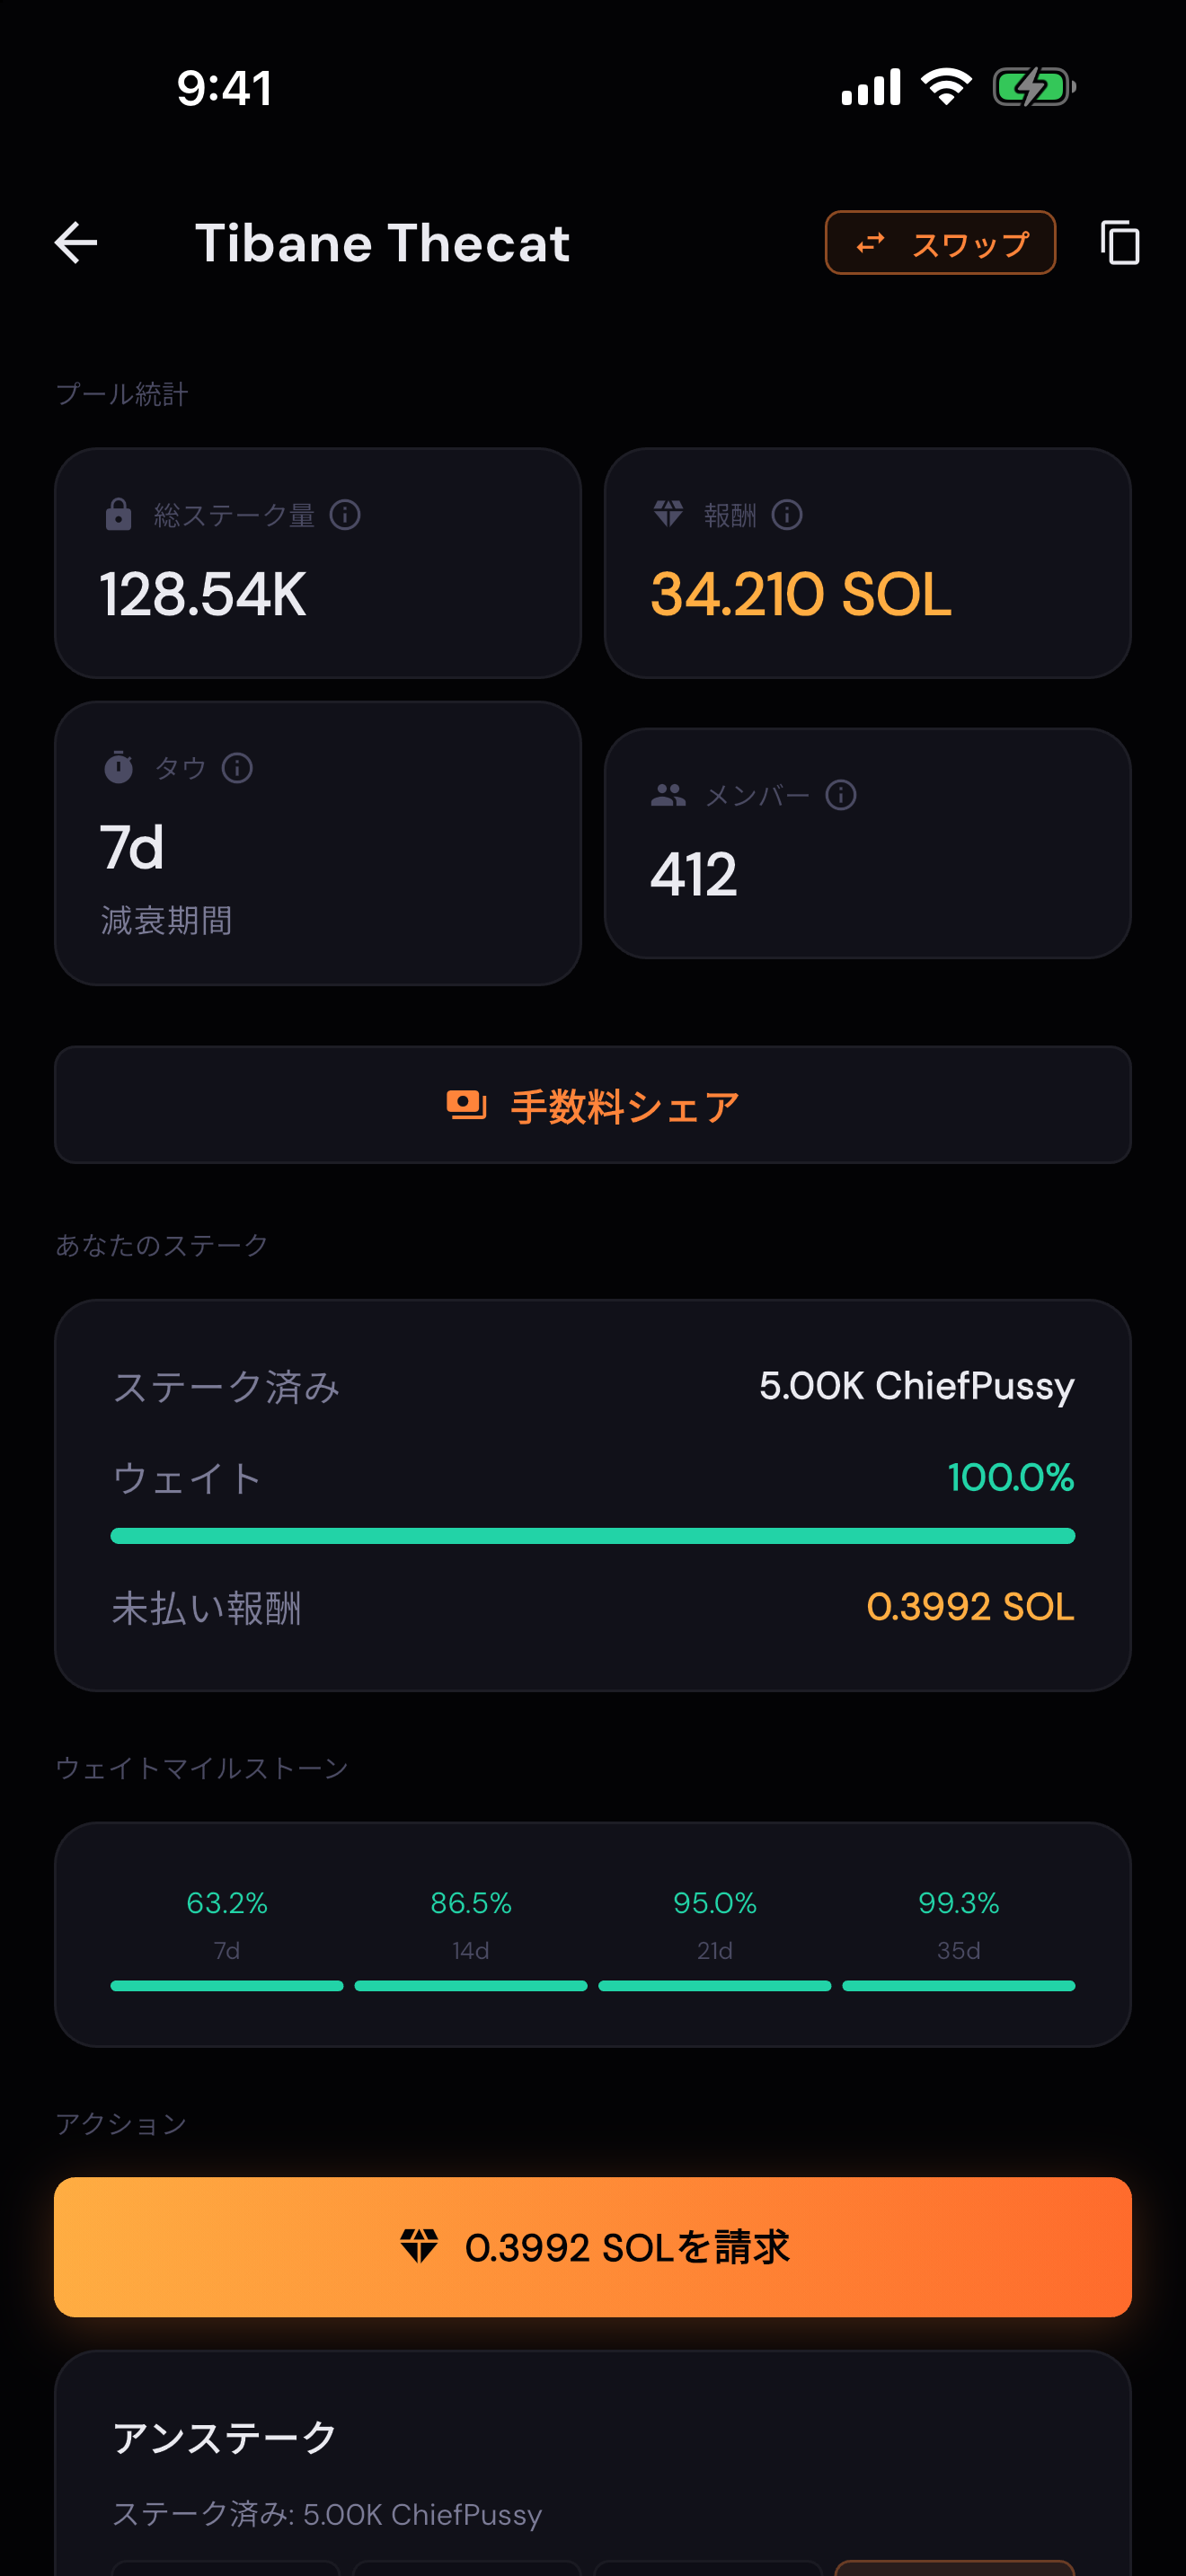 9:41
Tibane Thecat
スワップ
プール統計
総ステーク量
128.54K
報酬
34.210 SOL
タウ
7d
減衰期間
メンバー
412
手数料シェア
あなたのステーク
ステーク済み 5.00K ChiefPussy
ウェイト 100.0%
未払い報酬 0.3992 SOL
ウェイトマイルストーン
63.2% 86.5% 95.0% 99.3%
7d 14d 21d 35d
アクション
0.3992 SOLを請求
アンステーク
ステーク済み: 5.00K ChiefPussy